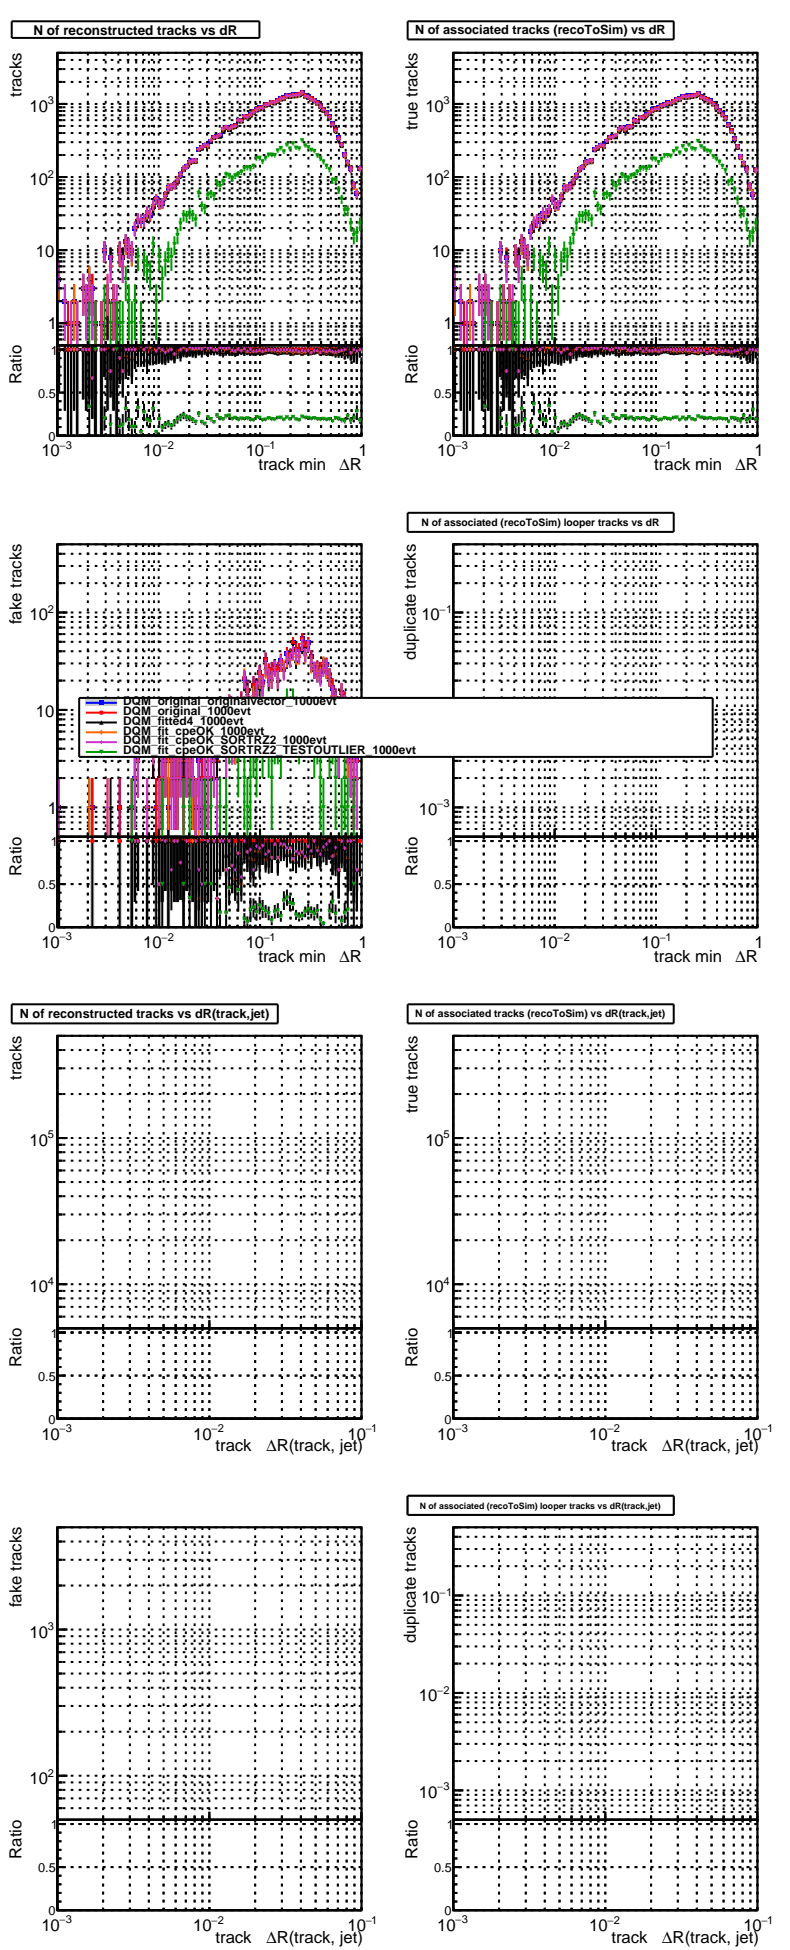 N of reconstructed tracks vs dR
N of associated tracks (recoToSim) vs dR
tracks
10³
10²
10
1
Ratio
1
0.5
0
10⁻³
10⁻²
10⁻¹
1
track min ΔR
true tracks
10³
10²
10
1
Ratio
1
0.5
0
10⁻³
10⁻²
10⁻¹
1
track min ΔR
N of associated (recoToSim) looper tracks vs dR
fake tracks
10²
10
1
Ratio
1
0.5
0
10⁻³
10⁻²
10⁻¹
1
track min ΔR
duplicate tracks
10⁻¹
10⁻³
Ratio
1
0.5
0
10⁻³
10⁻²
10⁻¹
1
track min ΔR
DQM_original_originalvector_1000evt
DQM_original_1000evt
DQM_fitted4_1000evt
DQM_fit_cpeOK_1000evt
DQM_fit_cpeOK_SORTRZ2_1000evt
DQM_fit_cpeOK_SORTRZ2_TESTOUTLIER_1000evt
N of reconstructed tracks vs dR(track,jet)
N of associated tracks (recoToSim) vs dR(track,jet)
tracks
10⁵
10⁴
Ratio
1
0.5
0
10⁻³
10⁻²
10⁻¹
track ΔR(track, jet)
true tracks
10⁵
10⁴
Ratio
1
0.5
0
10⁻³
10⁻²
10⁻¹
track ΔR(track, jet)
N of associated (recoToSim) looper tracks vs dR(track,jet)
fake tracks
10³
10²
Ratio
1
0.5
0
10⁻³
10⁻²
10⁻¹
track ΔR(track, jet)
duplicate tracks
10⁻¹
10⁻²
10⁻³
Ratio
1
0.5
0
10⁻³
10⁻²
10⁻¹
track ΔR(track, jet)